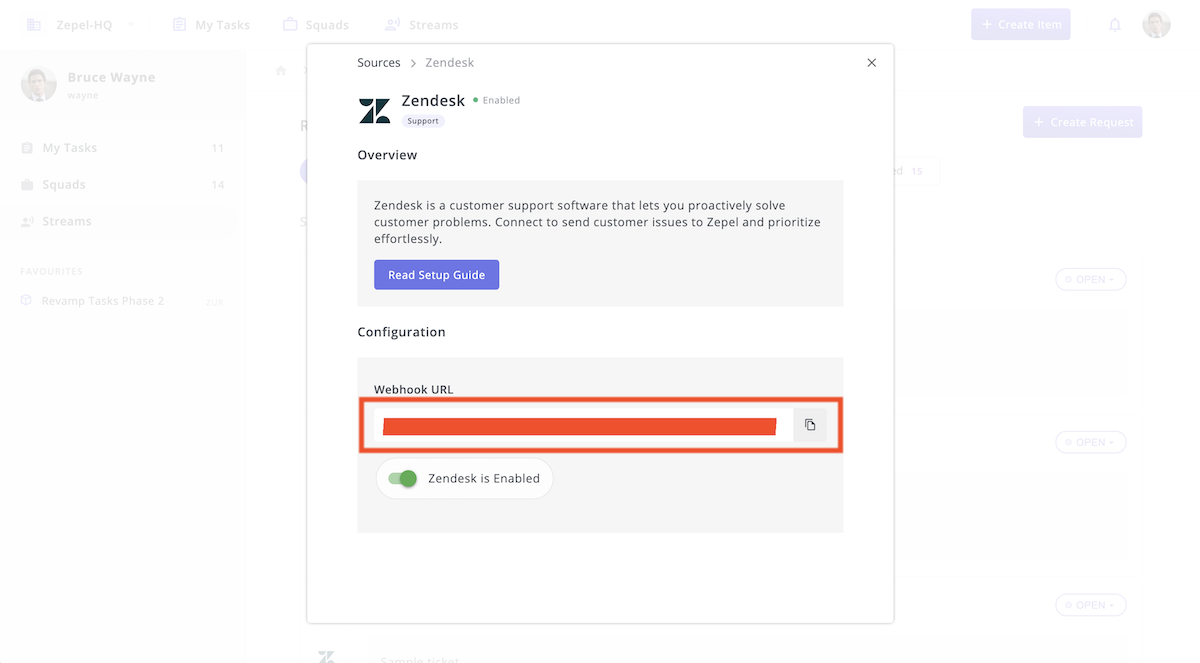 Zepel-HQ
My Tasks
Squads
Streams
+ Create Item
Bruce Wayne
wayne
My Tasks 11
Squads 14
Streams
FAVOURITES
Revamp Tasks Phase 2
Sources > Zendesk
Zendesk
Enabled
Support
Overview
Zendesk is a customer support software that lets you proactively solve
customer problems. Connect to send customer issues to Zepel and prioritize
effortlessly.
Read Setup Guide
Configuration
Webhook URL
Zendesk is Enabled
+ Create Request
15
OPEN
OPEN
OPEN
Sample ticket